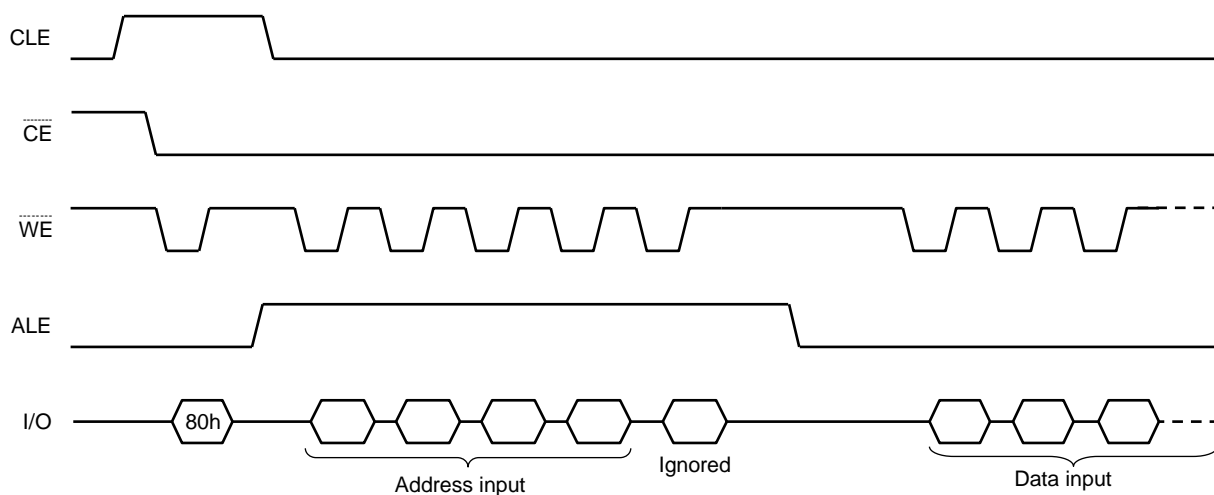 CLE
CE
WE
ALE
I/O
80h
Address input
Ignored
Data input